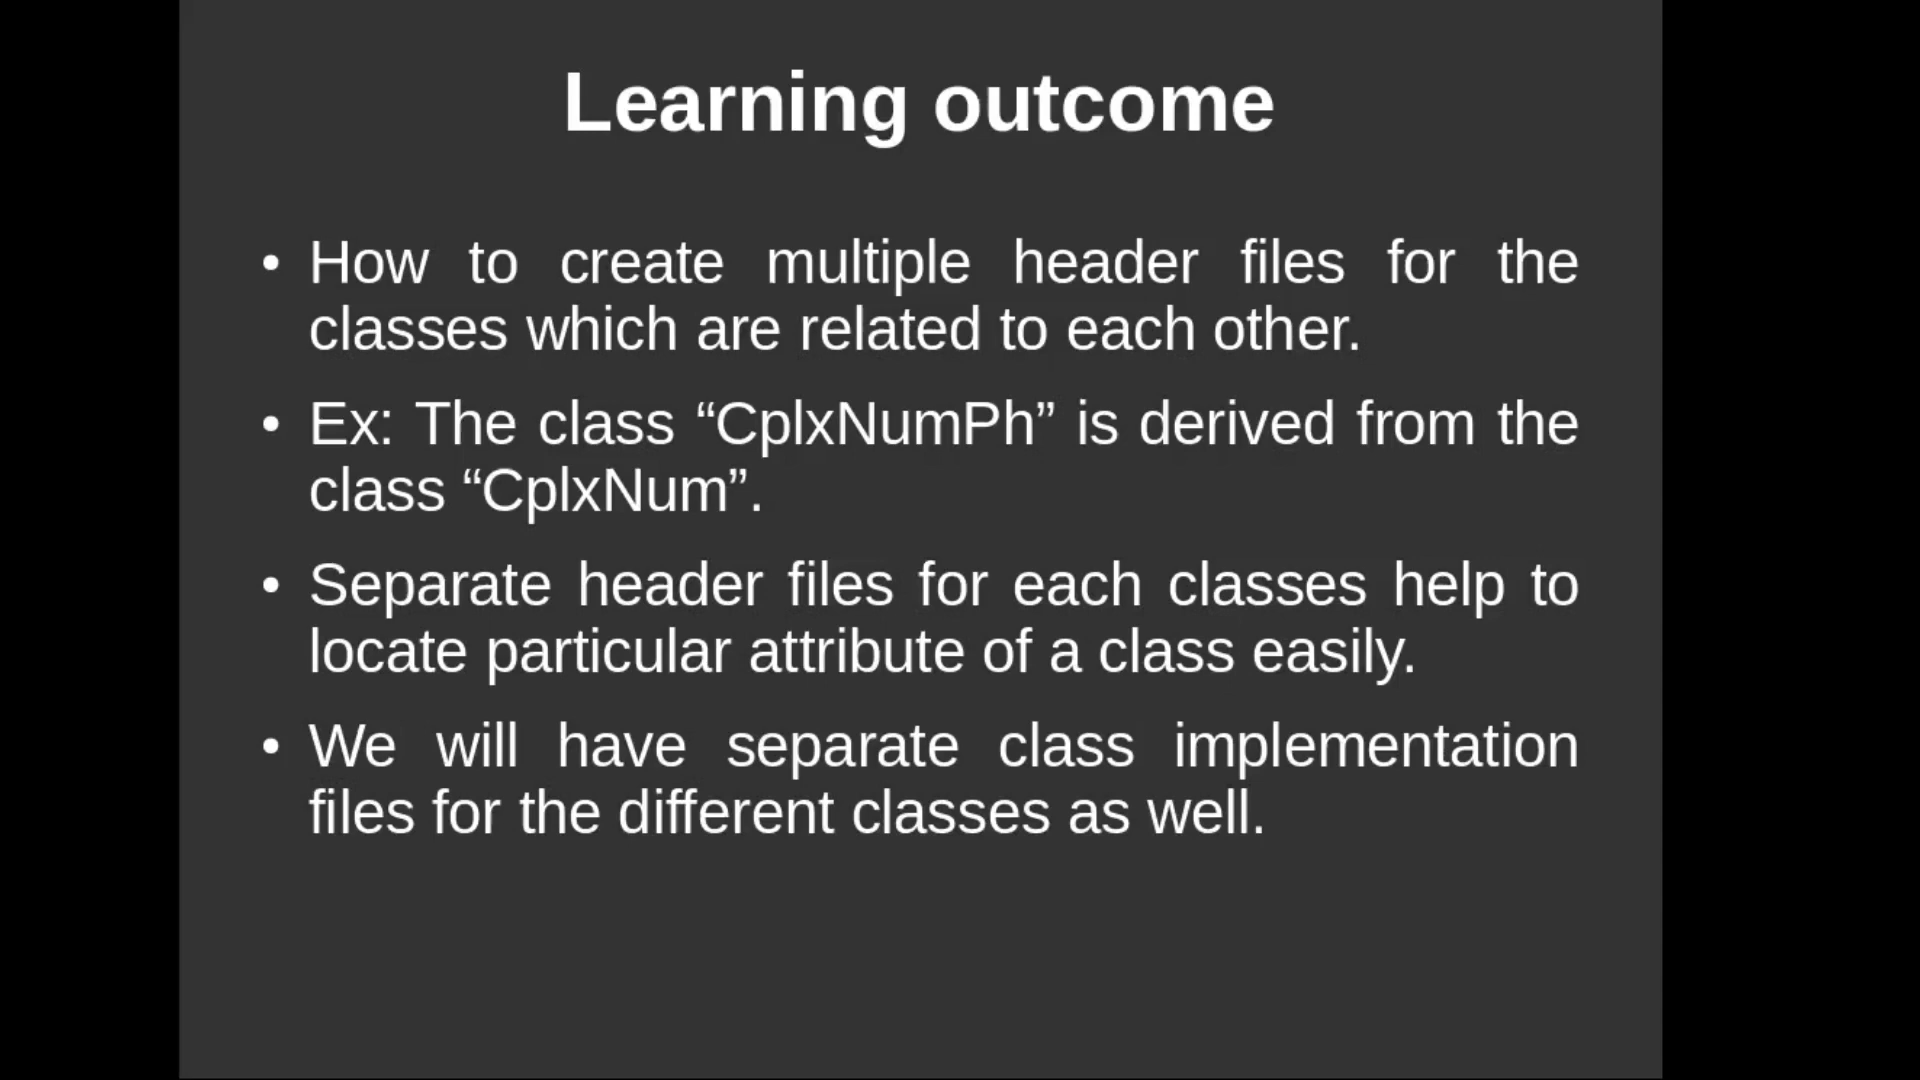 Learning outcome
• How to create multiple header files for the
classes which are related to each other.
• Ex: The class “CplxNumPh” is derived from the
class “CplxNum”.
• Separate header files for each classes help to
locate particular attribute of a class easily.
• We will have separate class implementation
files for the different classes as well.